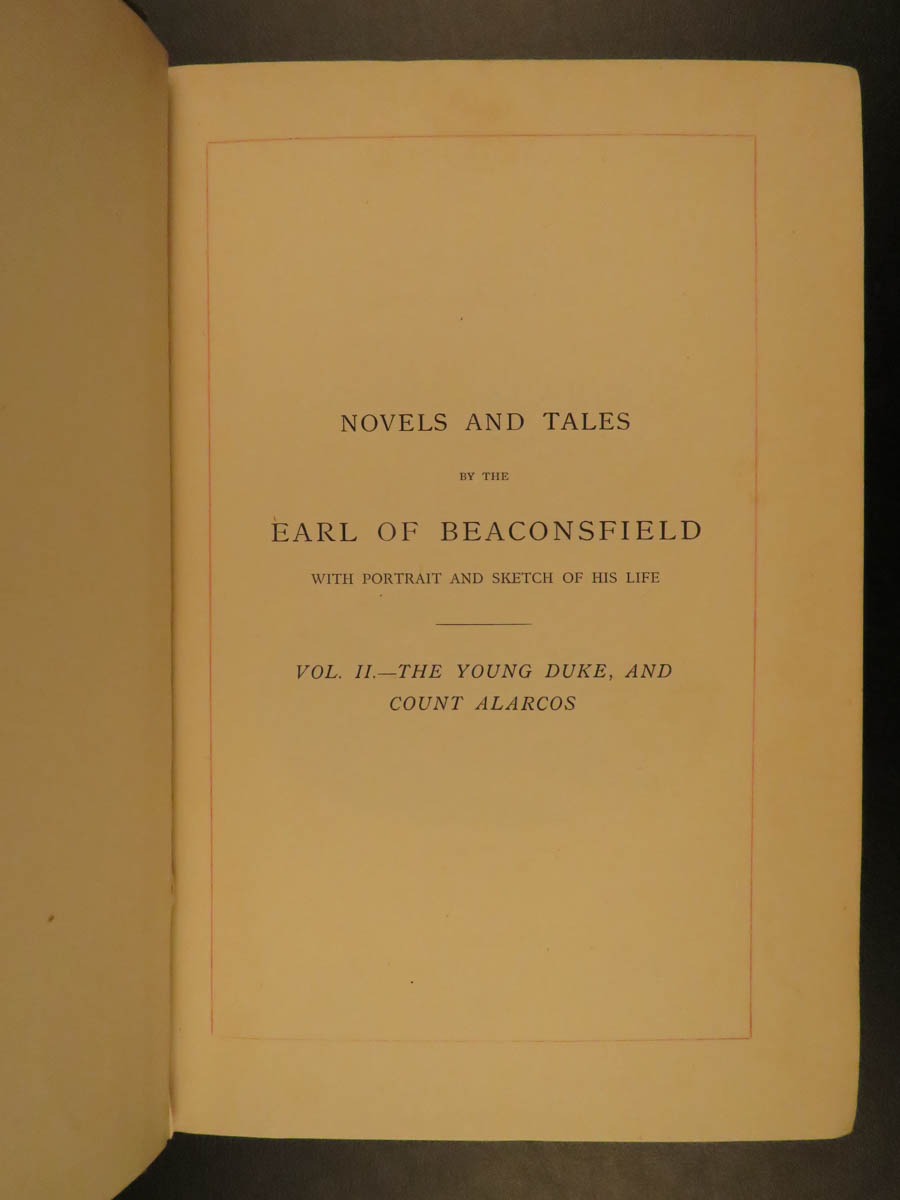 NOVELS AND TALES
BY THE
EARL OF BEACONSFIELD
WITH PORTRAIT AND SKETCH OF HIS LIFE
VOL. II.—THE YOUNG DUKE, AND
COUNT ALARCOS